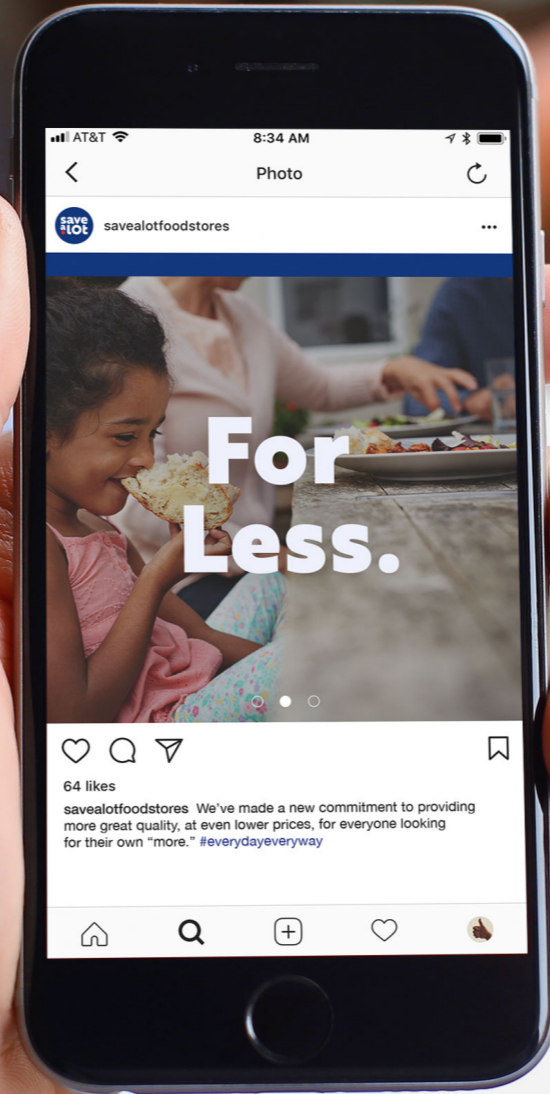 AT&T 8:34 AM
Photo
save a lot savealotfoodstores
For
Less.
64 likes
savealotfoodstores We’ve made a new commitment to providing
more great quality, at even lower prices, for everyone looking
for their own “more.” #everydayeveryway